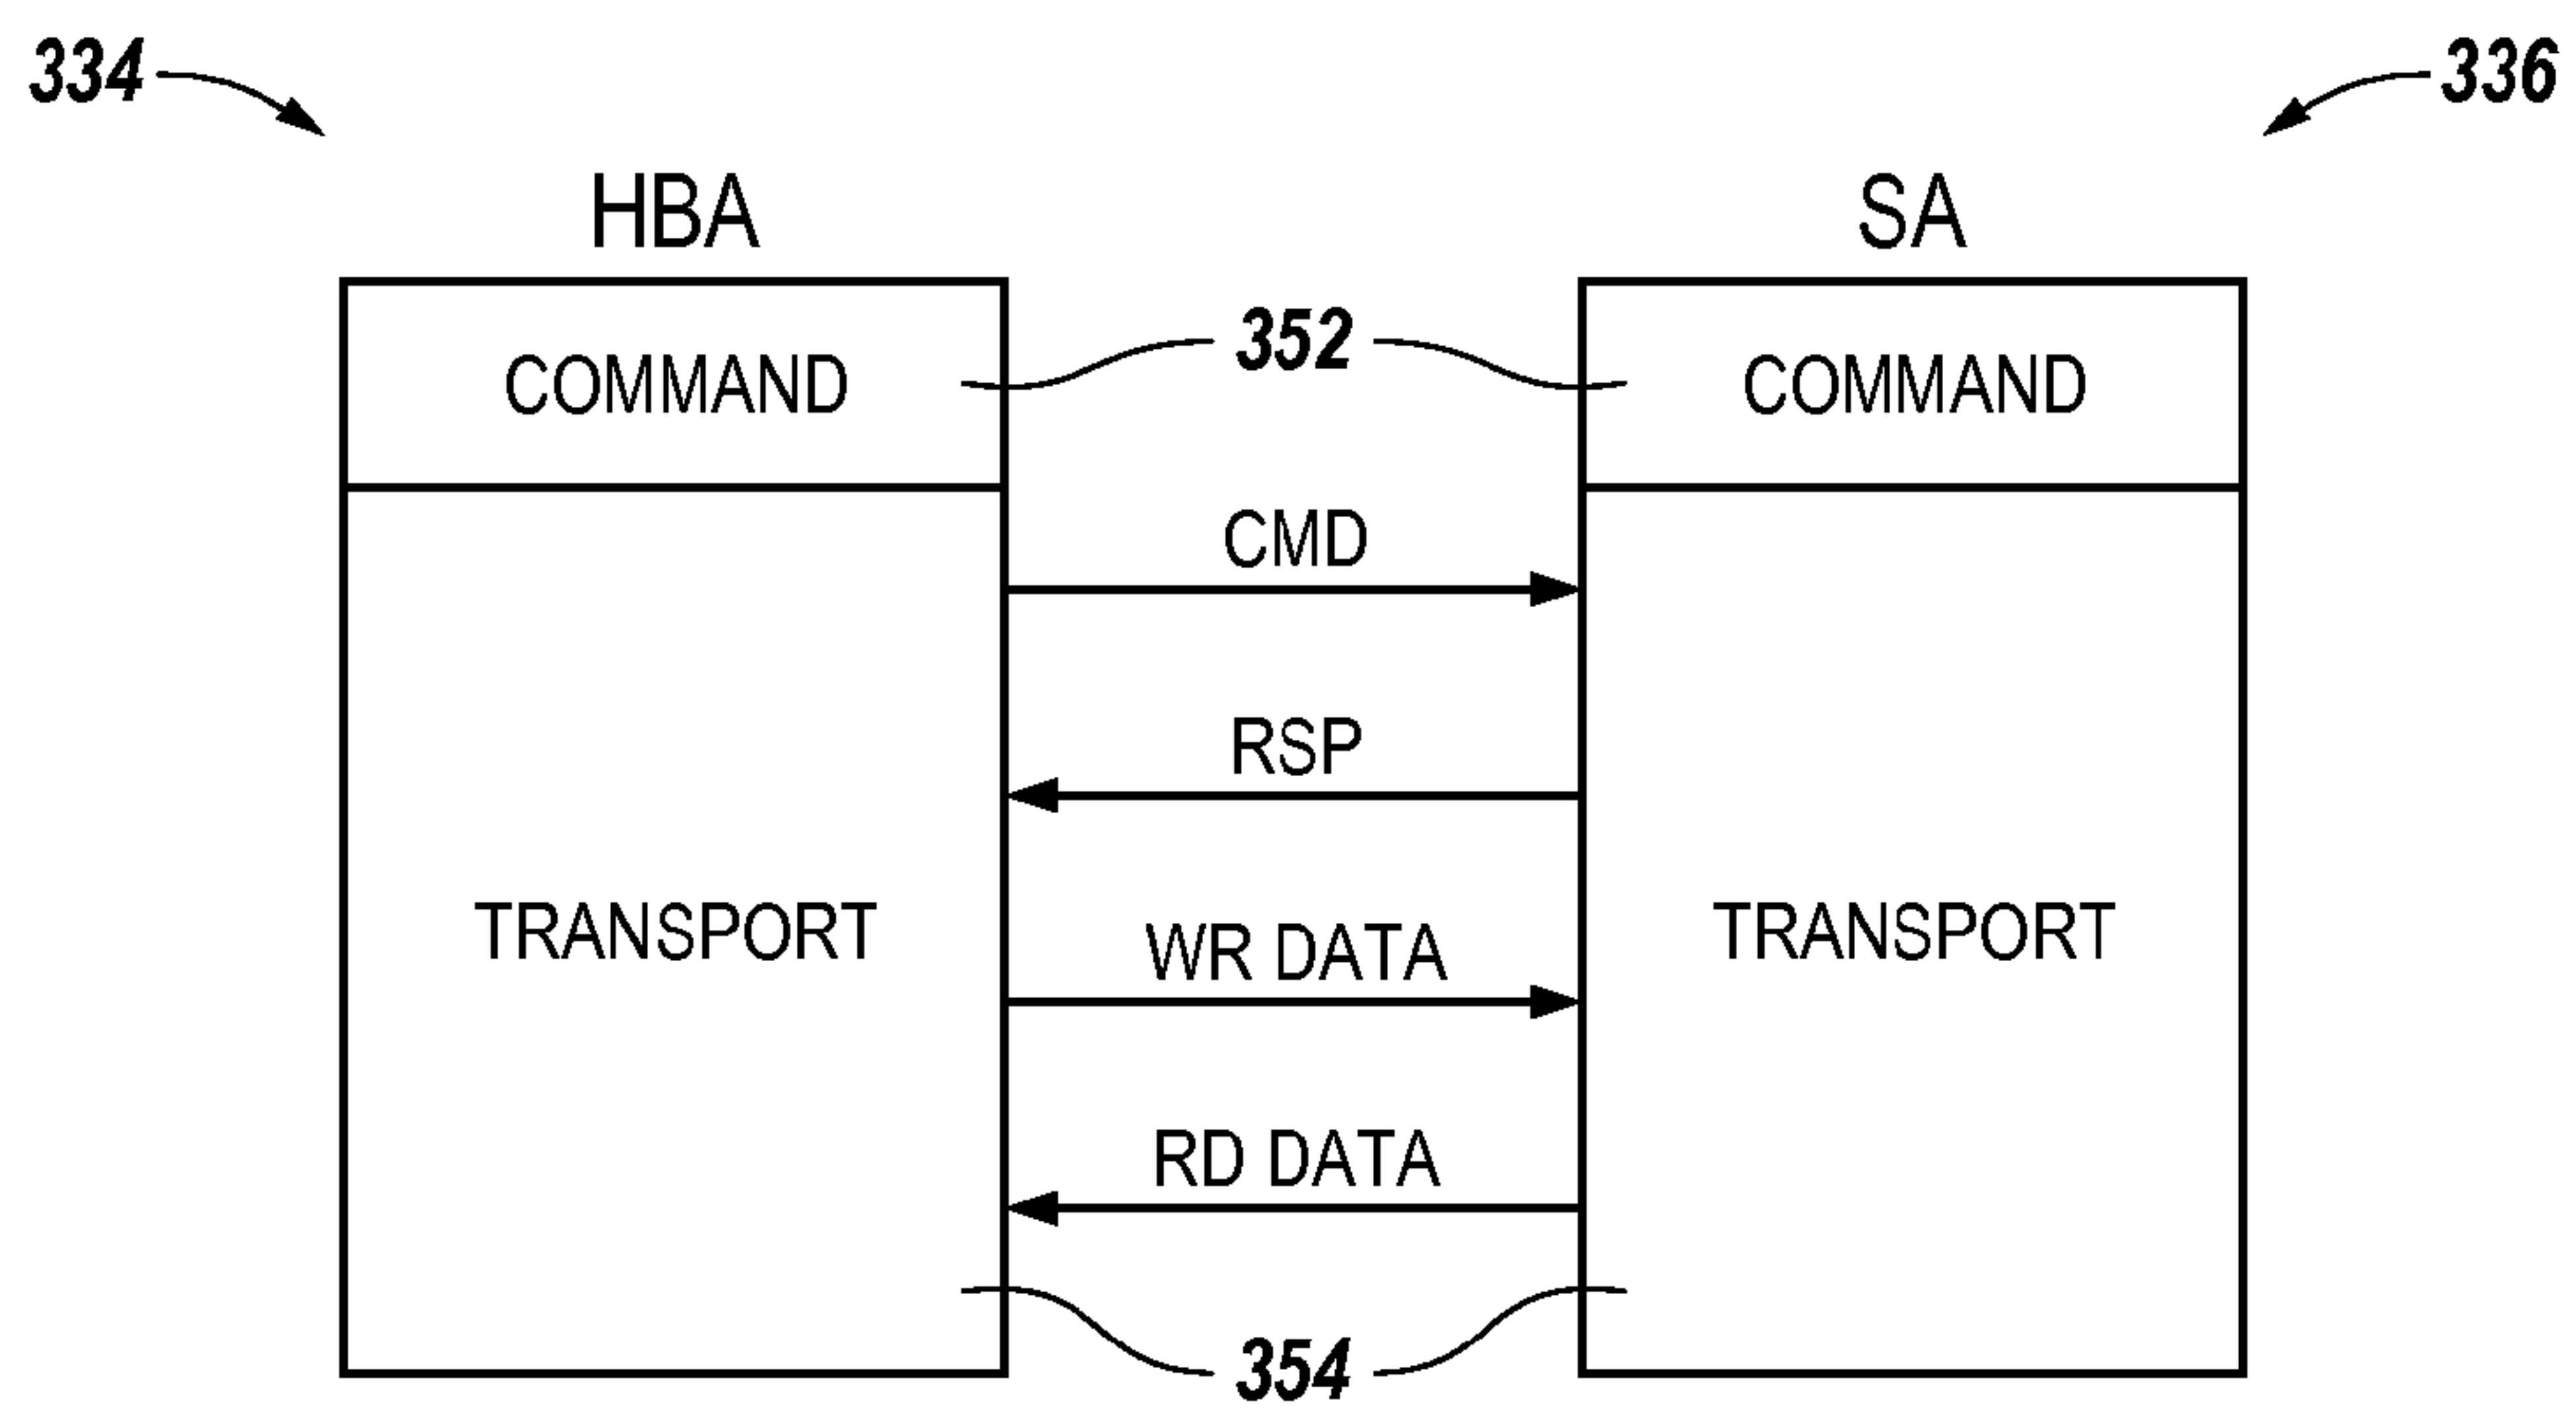 334
336
HBA
SA
352
COMMAND
COMMAND
CMD
RSP
TRANSPORT
TRANSPORT
WR DATA
RD DATA
354